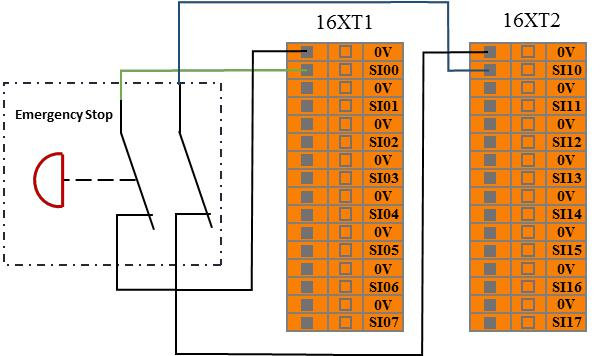 16XT1
16XT2
Emergency Stop
0V
SI00
0V
SI01
0V
SI02
0V
SI03
0V
SI04
0V
SI05
0V
SI06
0V
SI07
0V
SI10
0V
SI11
0V
SI12
0V
SI13
0V
SI14
0V
SI15
0V
SI16
0V
SI17